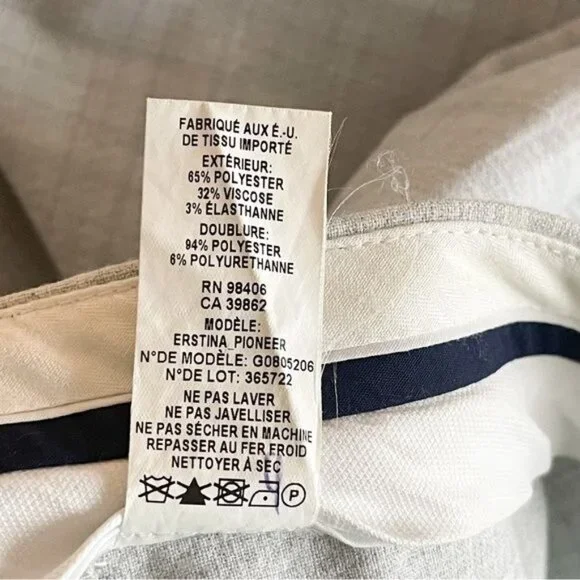 FABRIQUÉ AUX É.-U.
DE TISSU IMPORTÉ
EXTÉRIEUR:
65% POLYESTER
32% VISCOSE
3% ÉLASTHANNE
DOUBLURE:
94% POLYESTER
6% POLYURETHANNE
RN 98406
CA 39862
MODÈLE:
ERSTINA_PIONEER
N°DE MODÈLE: G0805206
N°DE LOT: 365722
NE PAS LAVER
NE PAS JAVELLISER
NE PAS SÉCHER EN MACHINE
REPASSER AU FER FROID
NETTOYER À SEC
P